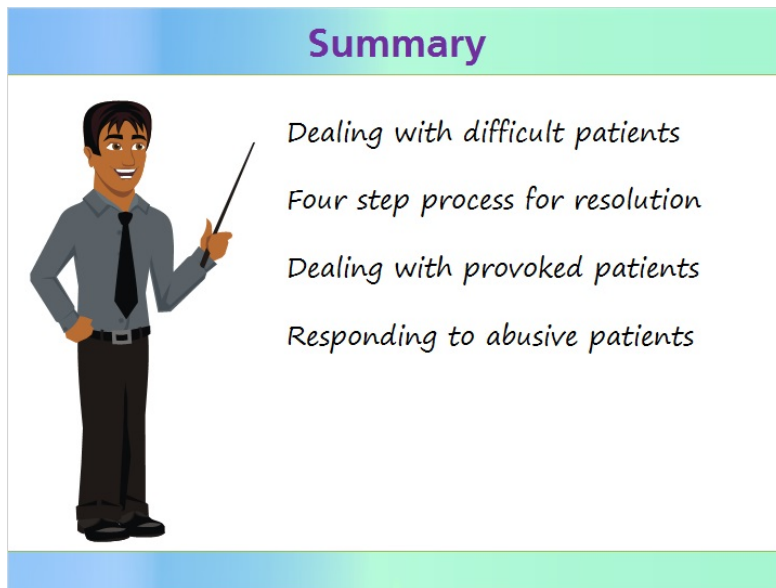 Summary
Dealing with difficult patients
Four step process for resolution
Dealing with provoked patients
Responding to abusive patients